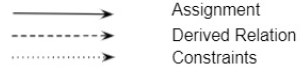 Assignment
Derived Relation
Constraints